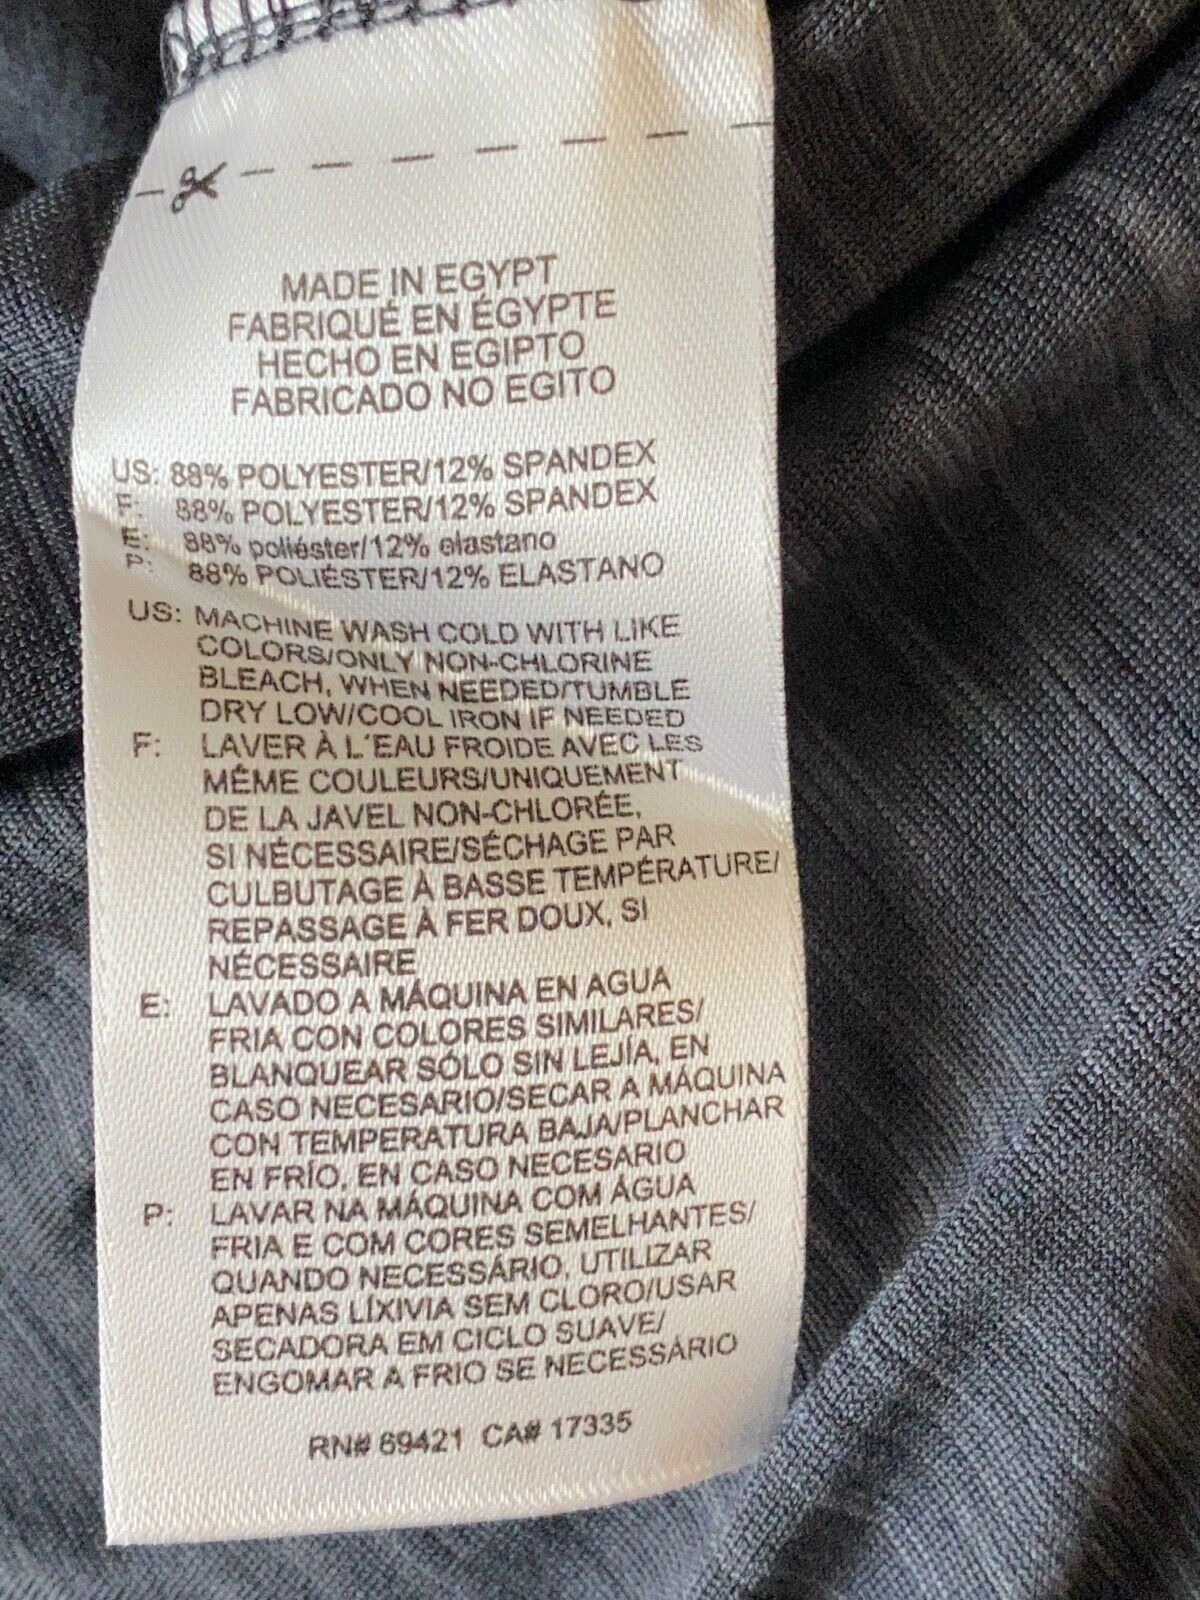 MADE IN EGYPT
FABRIQUÉ EN ÉGYPTE
HECHO EN EGIPTO
FABRICADO NO EGITO
US: 88% POLYESTER/12% SPANDEX
F: 88% POLYESTER/12% SPANDEX
E: 88% poliéster/12% elastano
P: 88% POLIÉSTER/12% ELASTANO
US: MACHINE WASH COLD WITH LIKE
COLORS/ONLY NON-CHLORINE
BLEACH, WHEN NEEDED/TUMBLE
DRY LOW/COOL IRON IF NEEDED
F: LAVER À L'EAU FROIDE AVEC LES
MÉME COULEURS/UNIQUEMENT
DE LA JAVEL NON-CHLORÉE,
SI NÉCESSAIRE/SÉCHAGE PAR
CULBUTAGE À BASSE TEMPÉRATURE/
REPASSAGE À FER DOUX, SI
NÉCESSAIRE
E: LAVADO A MÁQUINA EN AGUA
FRIA CON COLORES SIMILARES/
BLANQUEAR SÓLO SIN LEJÍA, EN
CASO NECESARIO/SECAR A MÁQUINA
CON TEMPERATURA BAJA/PLANCHAR
EN FRÍO, EN CASO NECESARIO
P: LAVAR NA MÁQUINA COM ÁGUA
FRIA E COM CORES SEMELHANTES/
QUANDO NECESSÁRIO, UTILIZAR
APENAS LÍXIVIA SEM CLORO/USAR
SECADORA EM CICLO SUAVE/
ENGOMAR A FRIO SE NECESSÁRIO
RN# 69421 CA# 17335